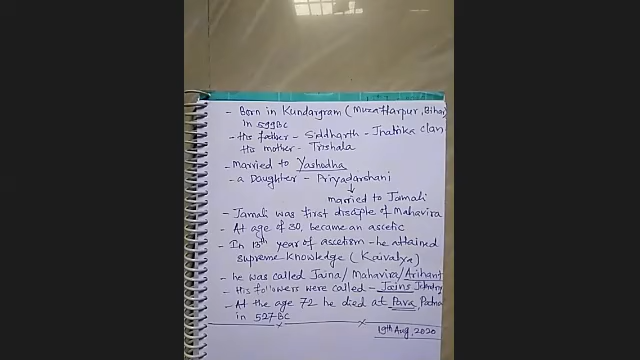 - Born in Kundargram (Muzaffarpur, Bihar)
in 599BC
- His father - Siddharth - Jnatrika clan
His mother - Trishala
- Married to Yashodha
- a Daughter - Priyadarshani
↓
married to Jamali
- Jamali was first disciple of Mahavira
- At age of 30, became an ascetic
- In 13th year of ascetism - he attained
supreme knowledge (Kaivalya)
- he was called Jaina/Mahavira/Arihant
- His followers were called - Jains
- At the age 72 he died at Pava, Patna
in 527BC
19th Aug, 2020